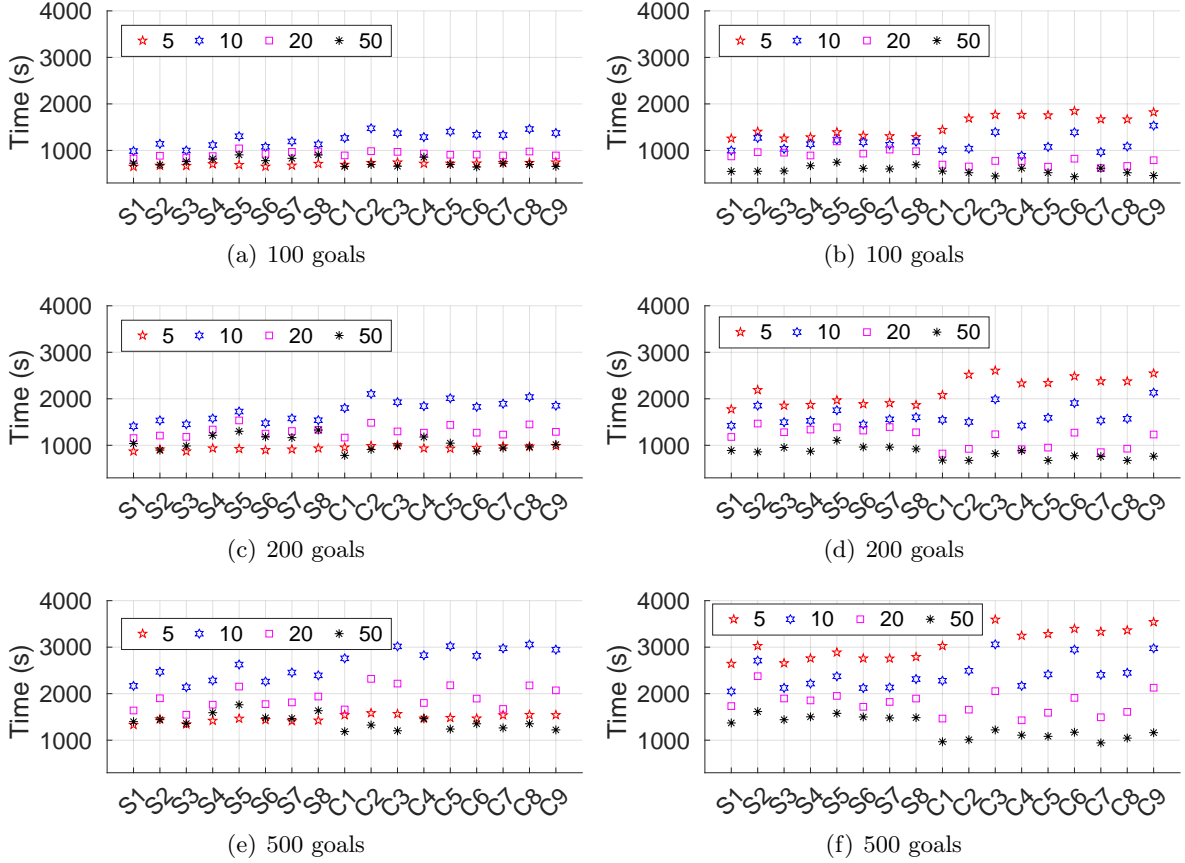 4000
3000
2000
1000
Time (s)
5 10 20 50
S1 S2 S3 S4 S5 S6 S7 S8 C1 C2 C3 C4 C5 C6 C7 C8 C9
(a) 100 goals
4000
3000
2000
1000
Time (s)
5 10 20 50
S1 S2 S3 S4 S5 S6 S7 S8 C1 C2 C3 C4 C5 C6 C7 C8 C9
(b) 100 goals
4000
3000
2000
1000
Time (s)
5 10 20 50
S1 S2 S3 S4 S5 S6 S7 S8 C1 C2 C3 C4 C5 C6 C7 C8 C9
(c) 200 goals
4000
3000
2000
1000
Time (s)
5 10 20 50
S1 S2 S3 S4 S5 S6 S7 S8 C1 C2 C3 C4 C5 C6 C7 C8 C9
(d) 200 goals
4000
3000
2000
1000
Time (s)
5 10 20 50
S1 S2 S3 S4 S5 S6 S7 S8 C1 C2 C3 C4 C5 C6 C7 C8 C9
(e) 500 goals
4000
3000
2000
1000
Time (s)
5 10 20 50
S1 S2 S3 S4 S5 S6 S7 S8 C1 C2 C3 C4 C5 C6 C7 C8 C9
(f) 500 goals